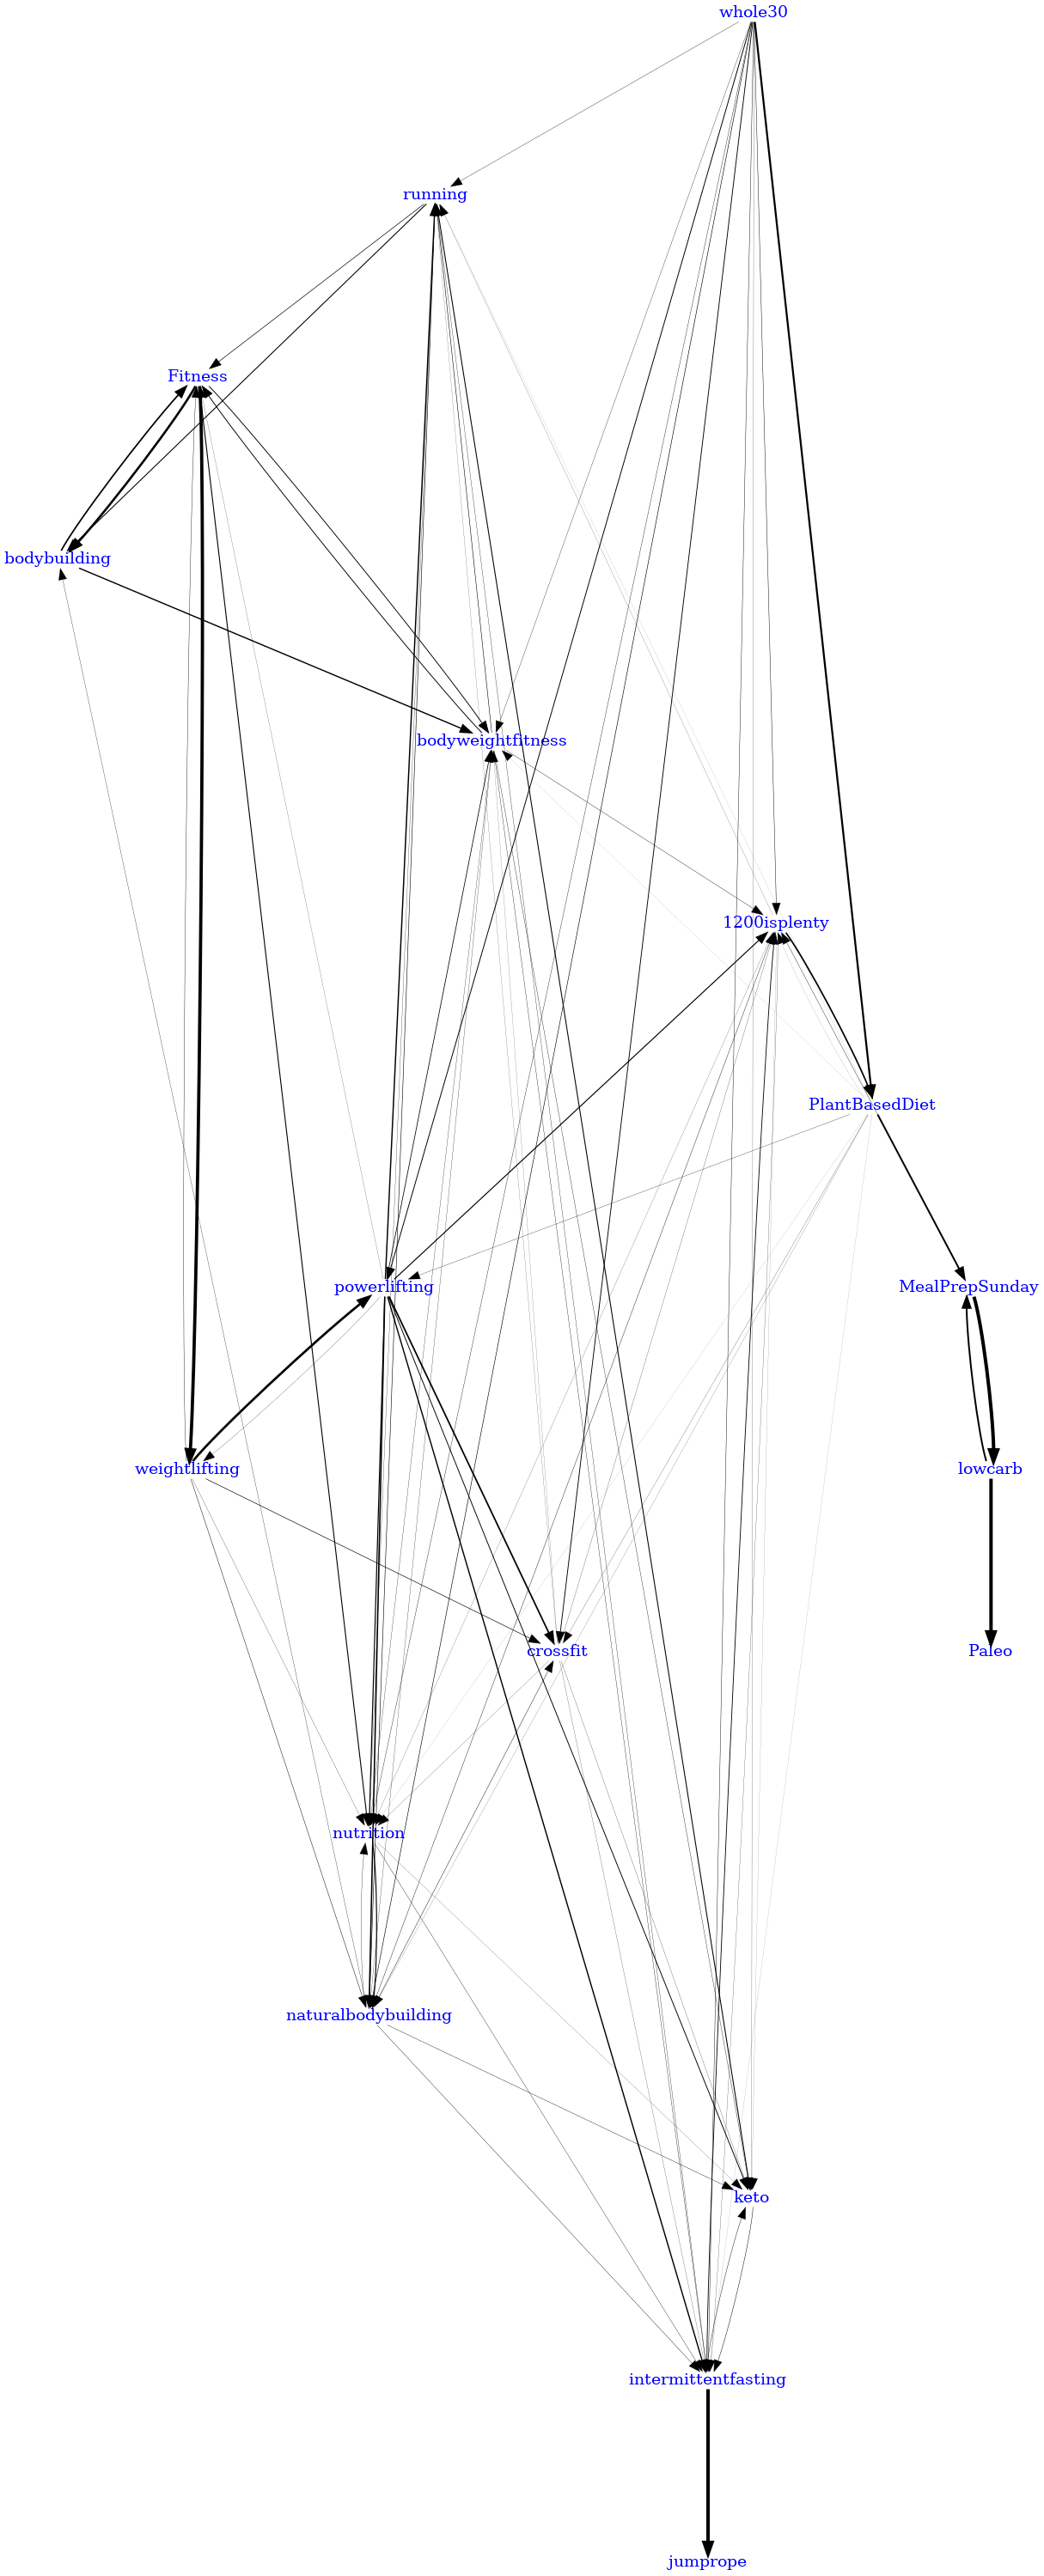 whole30
running
Fitness
bodybuilding
bodyweightfitness
1200isplenty
PlantBasedDiet
powerlifting
MealPrepSunday
weightlifting
lowcarb
crossfit
Paleo
nutrition
naturalbodybuilding
keto
intermittentfasting
jumprope